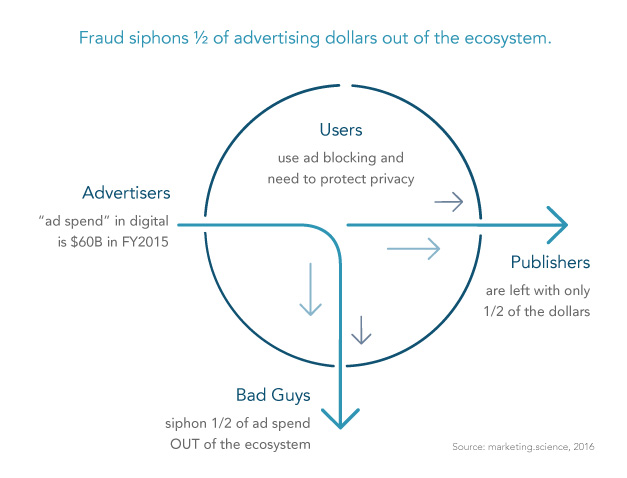 Fraud siphons ½ of advertising dollars out of the ecosystem.
Users
use ad blocking and
need to protect privacy
Advertisers
"ad spend" in digital
is $60B in FY2015
Publishers
are left with only
1/2 of the dollars
Bad Guys
siphon 1/2 of ad spend
OUT of the ecosystem
Source: marketing.science, 2016